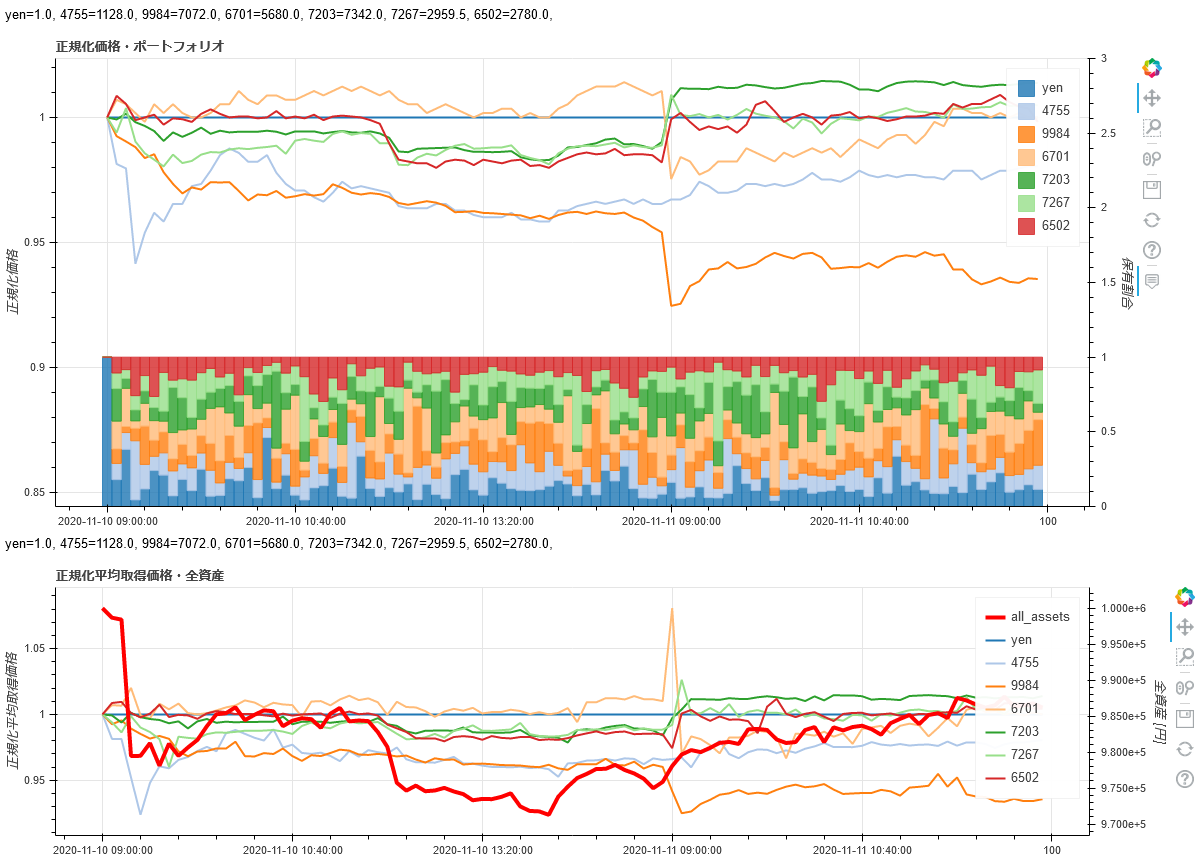 yen=1.0, 4755=1128.0, 9984=7072.0, 6701=5680.0, 7203=7342.0, 7267=2959.5, 6502=2780.0,
正規化価格・ポートフォリオ
正規化価格
1
0.95
0.9
0.85
3
2.5
2
1.5
1
0.5
0
保有割合
yen
4755
9984
6701
7203
7267
6502
2020-11-10 09:00:00
2020-11-10 10:40:00
2020-11-10 13:20:00
2020-11-11 09:00:00
2020-11-11 10:40:00
100
yen=1.0, 4755=1128.0, 9984=7072.0, 6701=5680.0, 7203=7342.0, 7267=2959.5, 6502=2780.0,
正規化平均取得価格・全資産
正規化平均取得価格
1.05
1
0.95
1.000e+6
9.950e+5
9.900e+5
9.850e+5
9.800e+5
9.750e+5
9.700e+5
全資産 [円]
all_assets
yen
4755
9984
6701
7203
7267
6502
2020-11-10 09:00:00
2020-11-10 10:40:00
2020-11-10 13:20:00
2020-11-11 09:00:00
2020-11-11 10:40:00
100